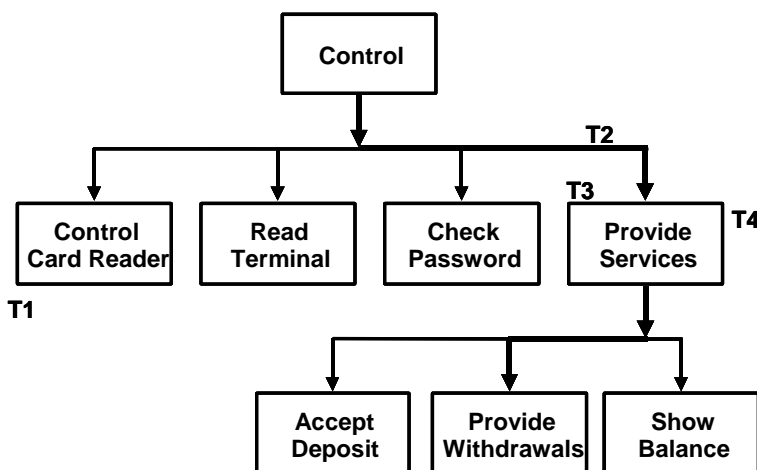 Control
T2
T3
T4
Control
Card Reader
Read
Terminal
Check
Password
Provide
Services
T1
Accept
Deposit
Provide
Withdrawals
Show
Balance